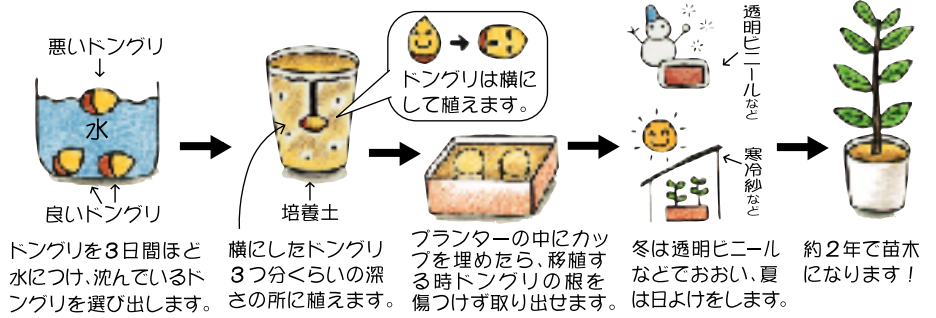 悪いドングリ
水
良いドングリ
ドングリを3日間ほど
水につけ、沈んでいるド
ングリを選び出します。
ドングリは横に
して植えます。
培養土
横にしたドングリ
3つ分くらいの深
さの所に植えます。
プランターの中にカッ
プを埋めたら、移植す
る時ドングリの根を
傷つけず取り出せます。
透明ビニールなど
寒冷紗など
冬は透明ビニール
などでおおい、夏
は日よけをします。
約2年で苗木
になります!